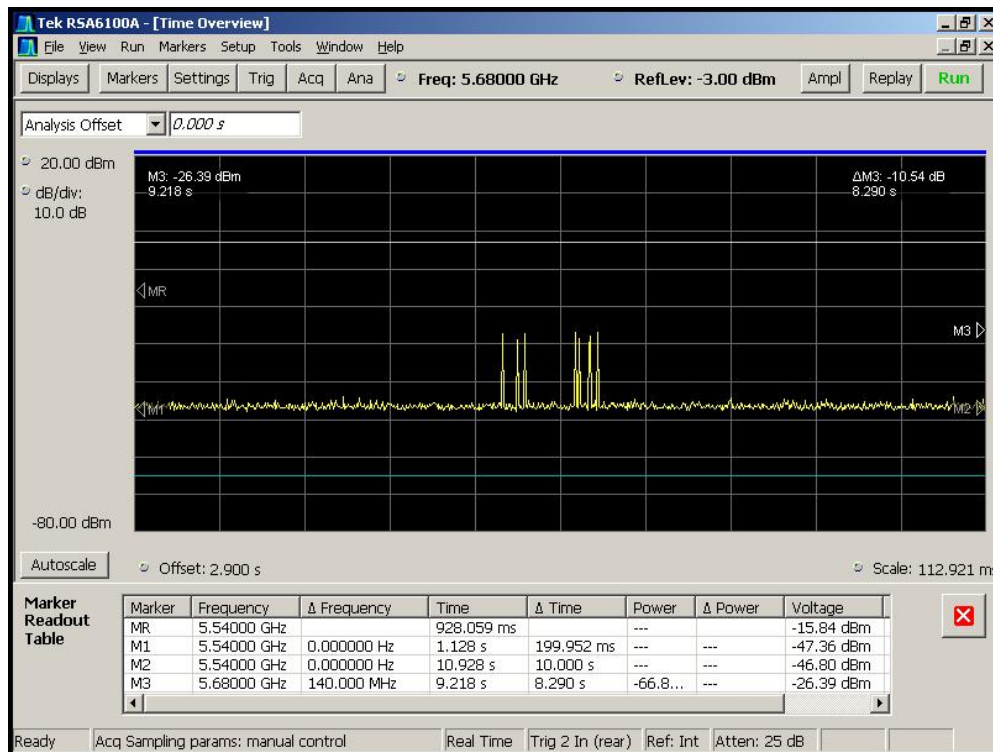 Tek RSA6100A - [Time Overview]
File View Run Markers Setup Tools Window Help
Displays Markers Settings Trig Acq Ana Freq: 5.68000 GHz RefLev: -3.00 dBm Ampl Replay Run
Analysis Offset 0.000 s
20.00 dBm
dB/div:
10.0 dB
M3: -26.39 dBm
9.218 s
ΔM3: -10.54 dB
8.290 s
MR
M3
M1
M2
-80.00 dBm
Autoscale Offset: 2.900 s Scale: 112.921 ms
Marker
Readout
Table
Marker Frequency Δ Frequency Time Δ Time Power Δ Power Voltage
MR 5.54000 GHz 928.059 ms --- -15.84 dBm
M1 5.54000 GHz 0.000000 Hz 1.128 s 199.952 ms --- --- -47.36 dBm
M2 5.54000 GHz 0.000000 Hz 10.928 s 10.000 s --- --- -46.80 dBm
M3 5.68000 GHz 140.000 MHz 9.218 s 8.290 s -66.8... --- -26.39 dBm
Ready Acq Sampling params: manual control Real Time Trig 2 In (rear) Ref: Int Atten: 25 dB